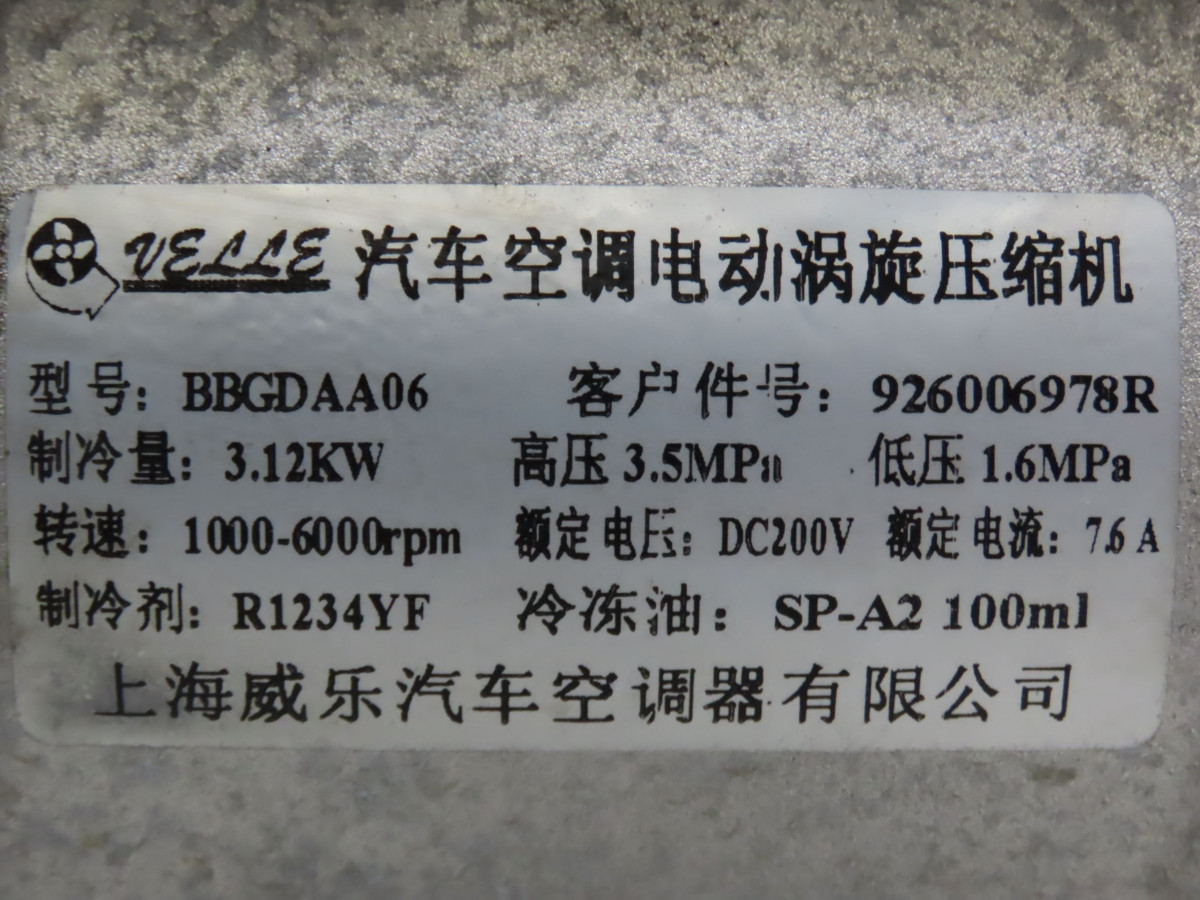 VELLE 汽车空调电动涡旋压缩机
型号：BBGDAA06 客户件号：926006978R
制冷量：3.12KW 高压 3.5MPa 低压 1.6MPa
转速：1000-6000rpm 额定电压：DC200V 额定电流：7.6 A
制冷剂：R1234YF 冷冻油：SP-A2 100ml
上海威乐汽车空调器有限公司